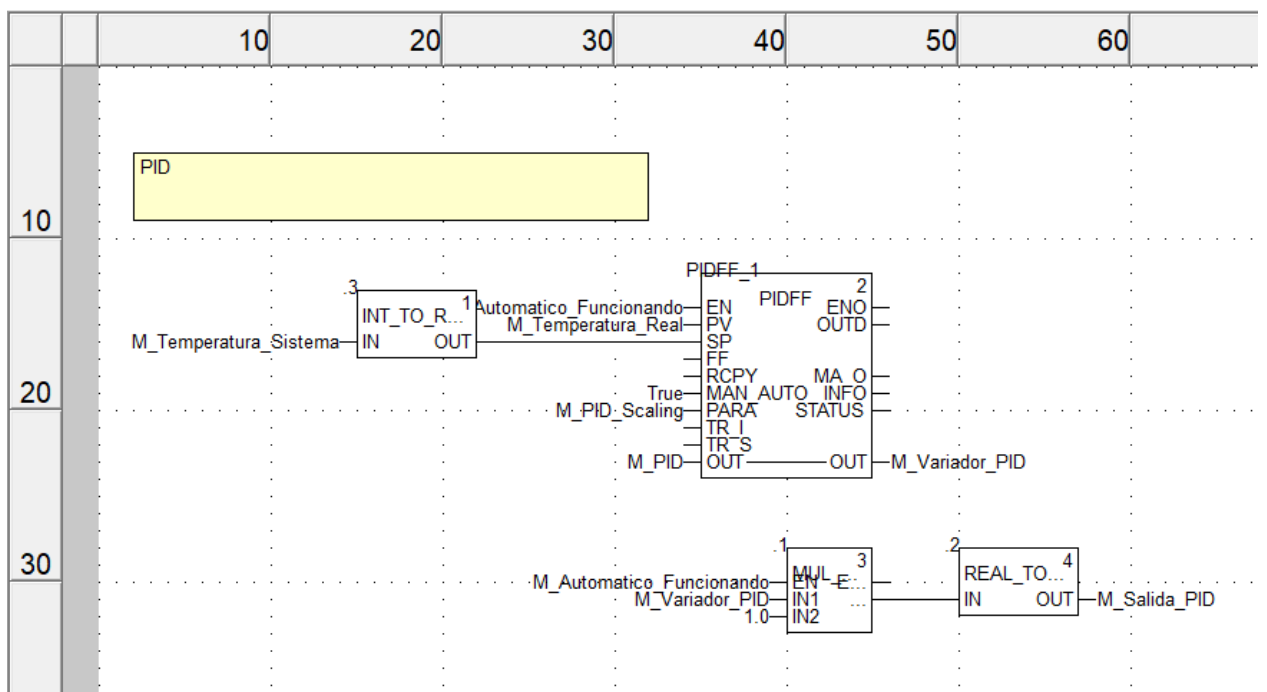 10 20 30 40 50 60
PID
10
PIDFF_1
.3
2
1
INT_TO_R...
Automatico_Funcionando EN PIDFF ENO
M_Temperatura_Real PV OUTD
M_Temperatura_Sistema IN OUT SP
FF
RCPY MA_O
20
True MAN_AUTO INFO
M_PID_Scaling PARA STATUS
TR_I
TR_S
M_PID OUT OUT M_Variador_PID
.1 3 .2 4
30
MUL_... REAL_TO...
M_Automatico_Funcionando EN E...
M_Variador_PID IN1 ... IN OUT M_Salida_PID
1.0 IN2